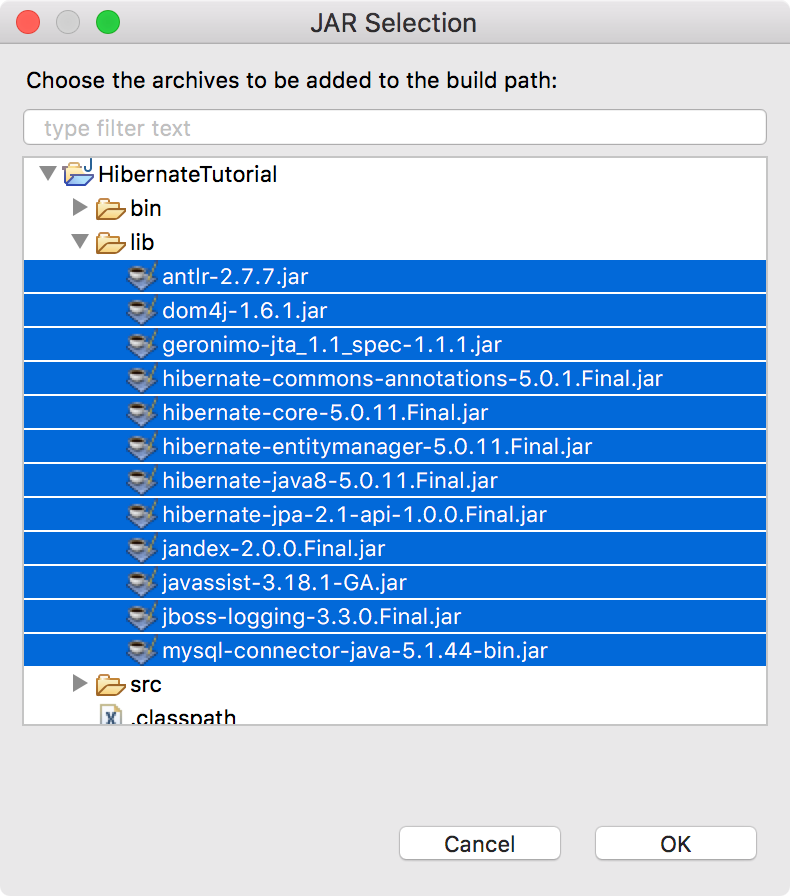 JAR Selection
Choose the archives to be added to the build path:
type filter text
HibernateTutorial
bin
lib
antlr-2.7.7.jar
dom4j-1.6.1.jar
geronimo-jta_1.1_spec-1.1.1.jar
hibernate-commons-annotations-5.0.1.Final.jar
hibernate-core-5.0.11.Final.jar
hibernate-entitymanager-5.0.11.Final.jar
hibernate-java8-5.0.11.Final.jar
hibernate-jpa-2.1-api-1.0.0.Final.jar
jandex-2.0.0.Final.jar
javassist-3.18.1-GA.jar
jboss-logging-3.3.0.Final.jar
mysql-connector-java-5.1.44-bin.jar
src
.classpath
Cancel OK